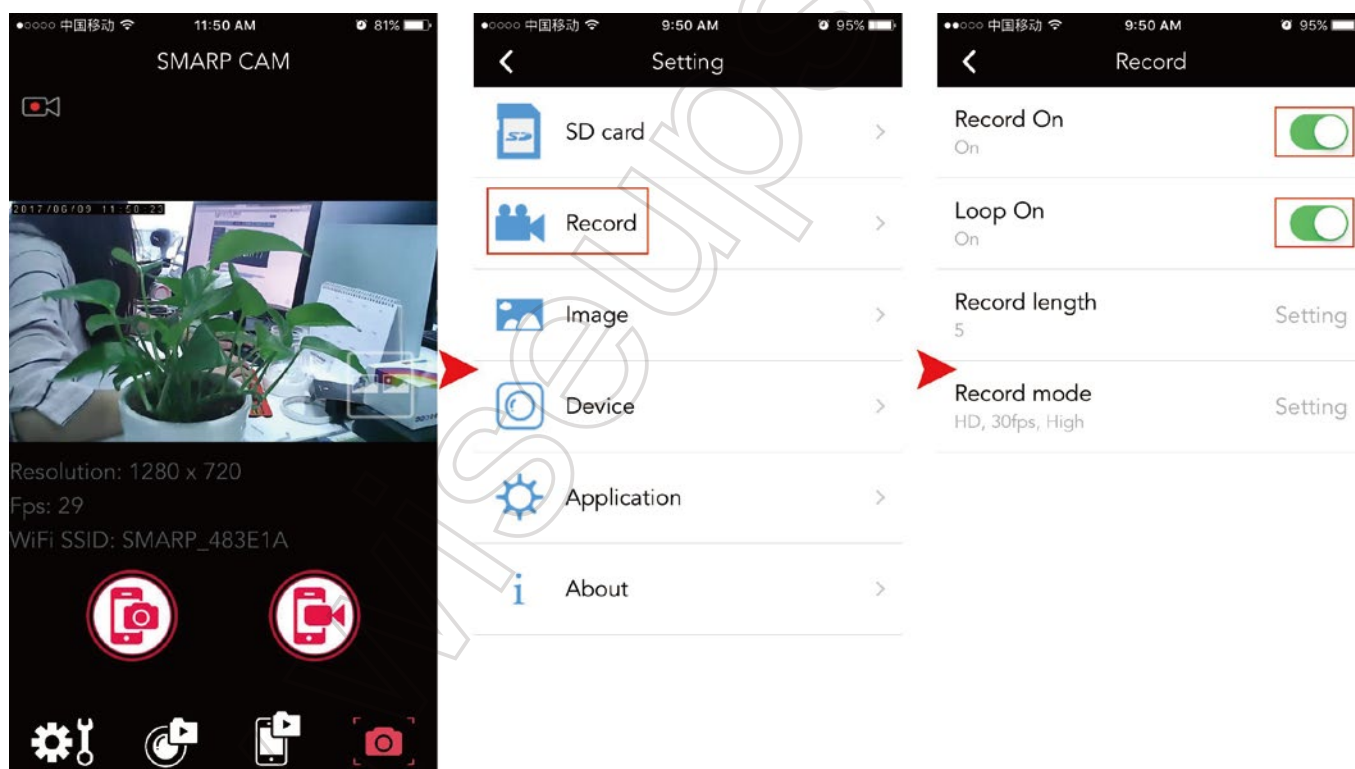 中国移动 11:50 AM 81%
SMARP CAM
2017/06/09 11:50:23
Resolution: 1280 x 720
Fps: 29
WiFi SSID: SMARP_483E1A
中国移动 9:50 AM 95%
Setting
SD card
Record
Image
Device
Application
About
中国移动 9:50 AM 95%
Record
Record On
On
Loop On
On
Record length
5
Setting
Record mode
HD, 30fps, High
Setting
wiseups